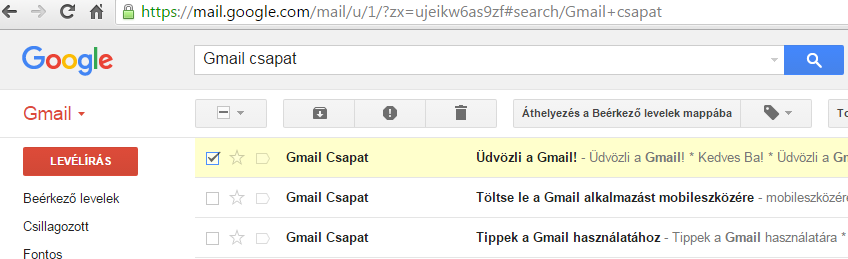 https://mail.google.com/mail/u/1/?zx=ujeikw6as9zf#search/Gmail+csapat
Google
Gmail csapat
Gmail
Áthelyezés a Beérkező levelek mappába
LEVÉLÍRÁS
Gmail Csapat Üdvözli a Gmail! - Üdvözli a Gmail! * Kedves Ba! * Üdvözli a
Beérkező levelek
Gmail Csapat Töltse le a Gmail alkalmazást mobileszközére - mobileszközére
Csillagozott
Gmail Csapat Tippek a Gmail használatához - Tippek a Gmail használatára *
Fontos